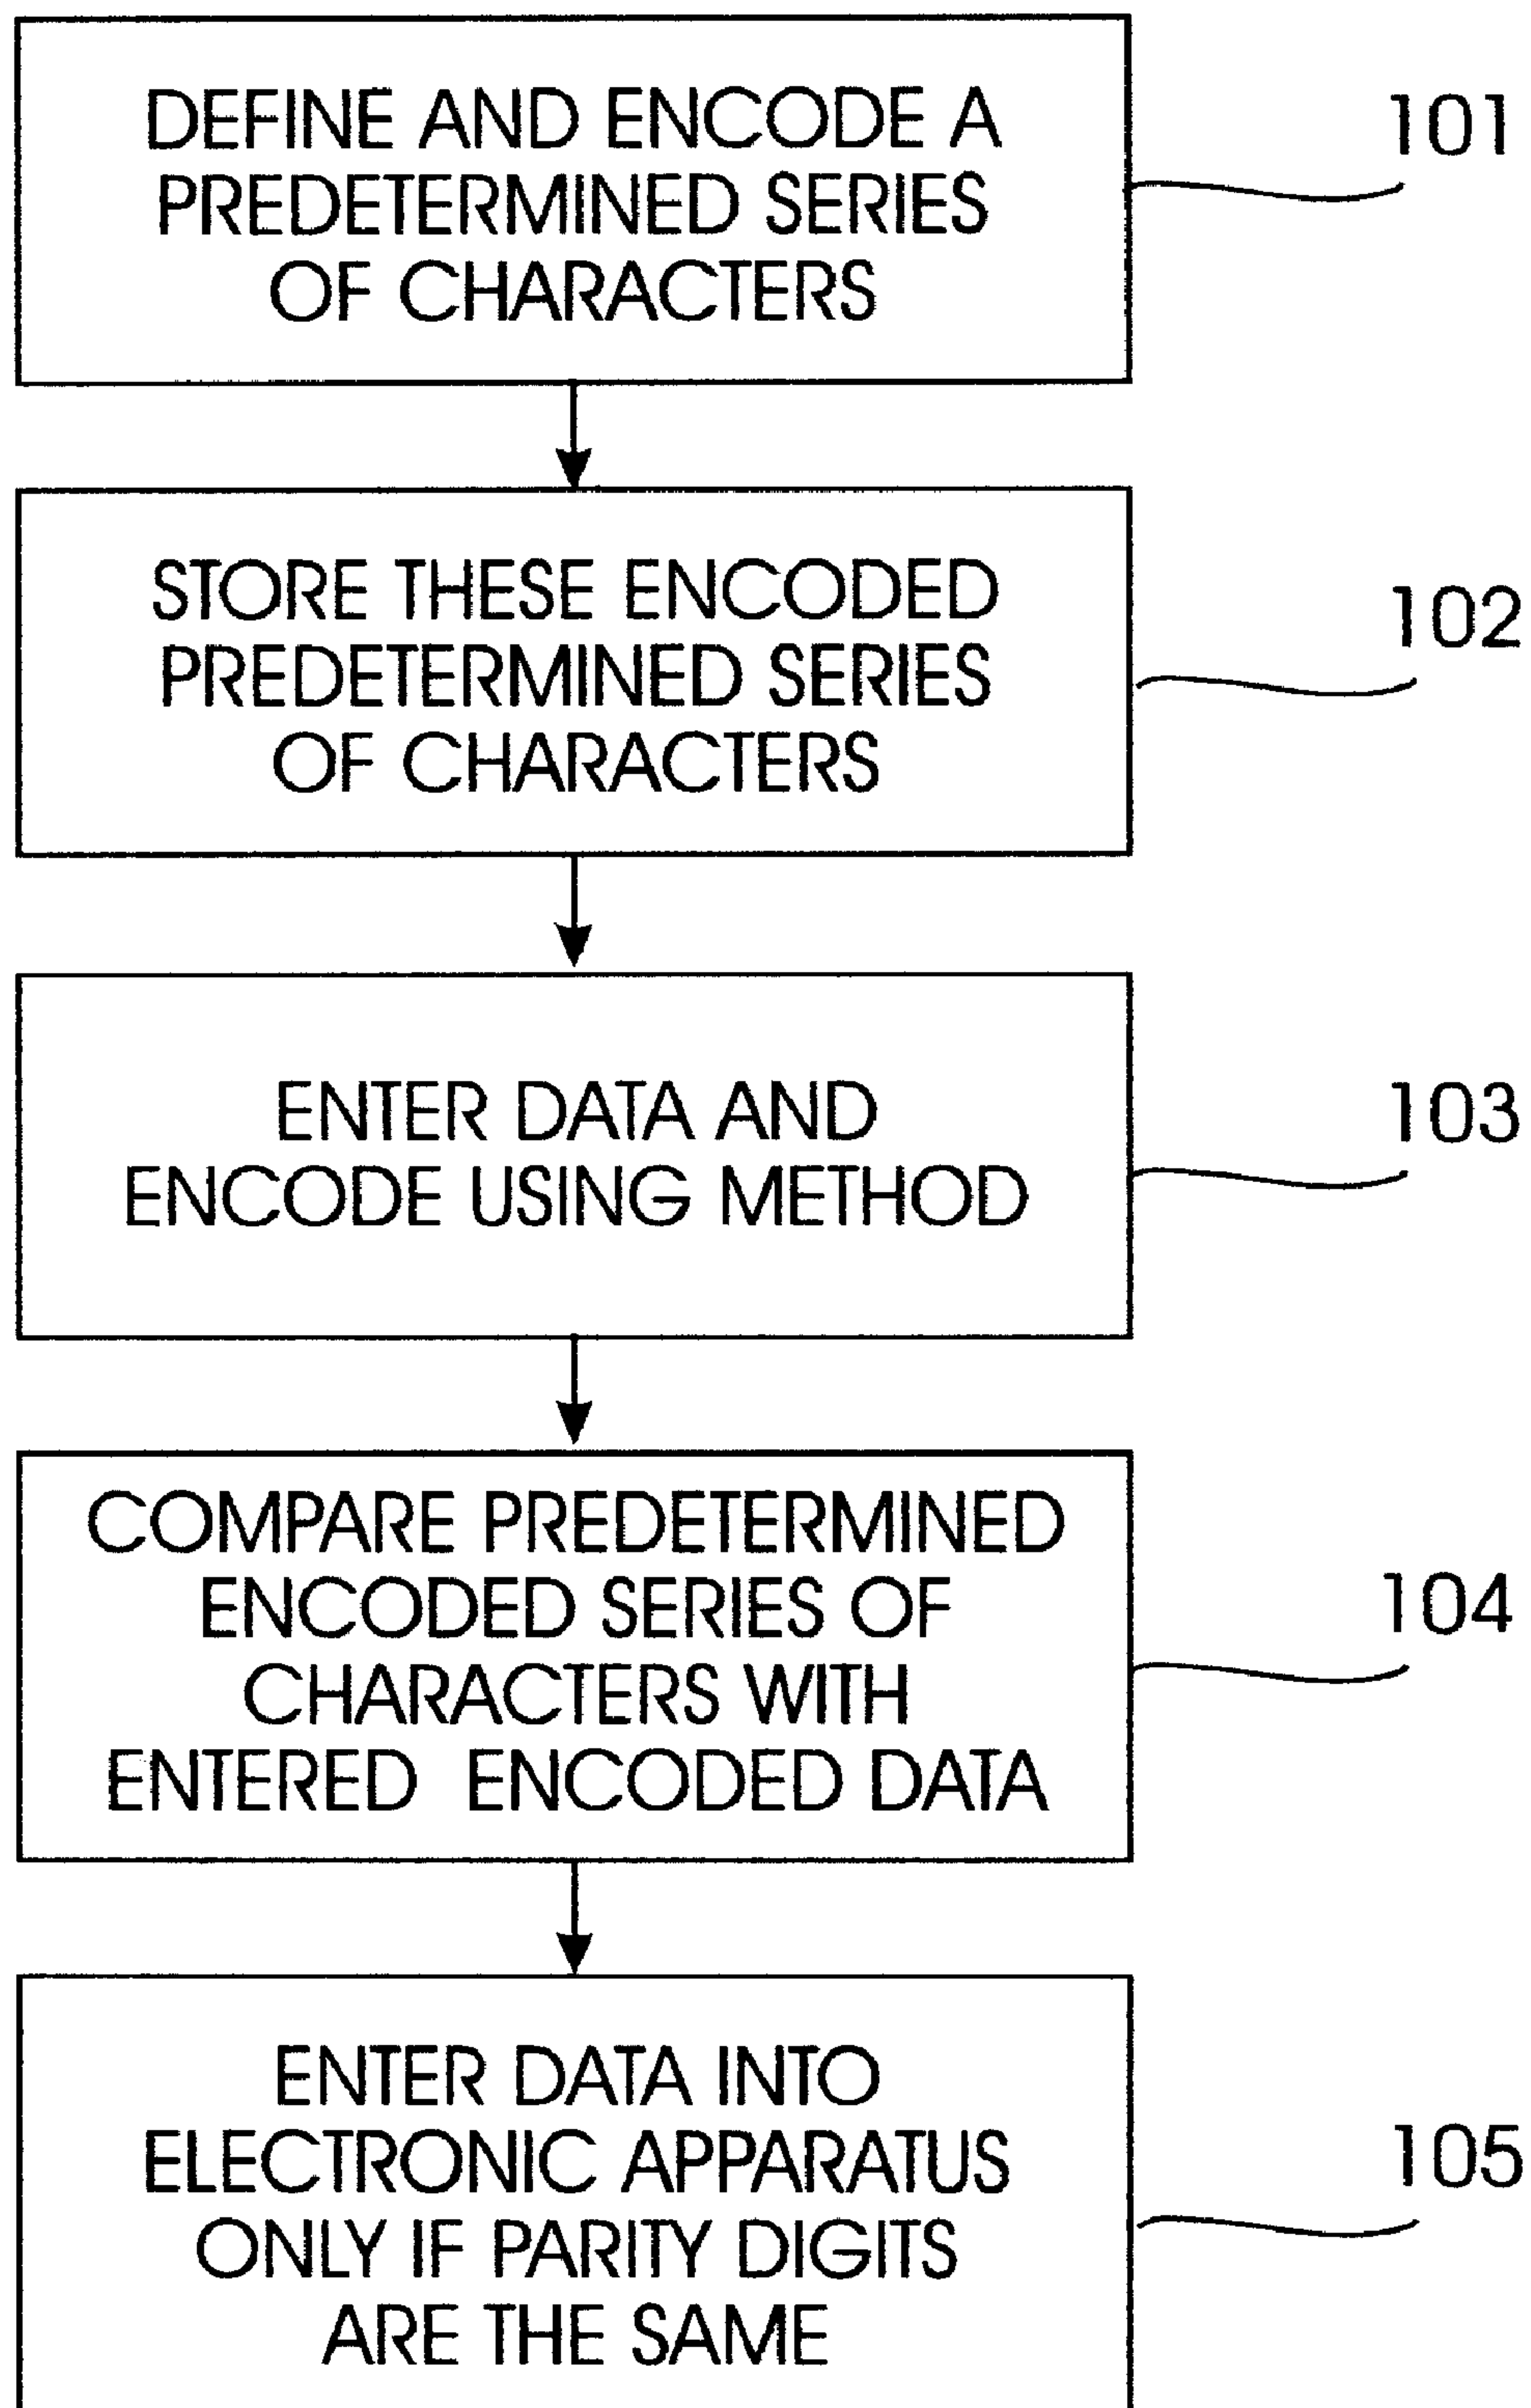 DEFINE AND ENCODE A
PREDETERMINED SERIES
OF CHARACTERS
101
STORE THESE ENCODED
PREDETERMINED SERIES
OF CHARACTERS
102
ENTER DATA AND
ENCODE USING METHOD
103
COMPARE PREDETERMINED
ENCODED SERIES OF
CHARACTERS WITH
ENTERED ENCODED DATA
104
ENTER DATA INTO
ELECTRONIC APPARATUS
ONLY IF PARITY DIGITS
ARE THE SAME
105